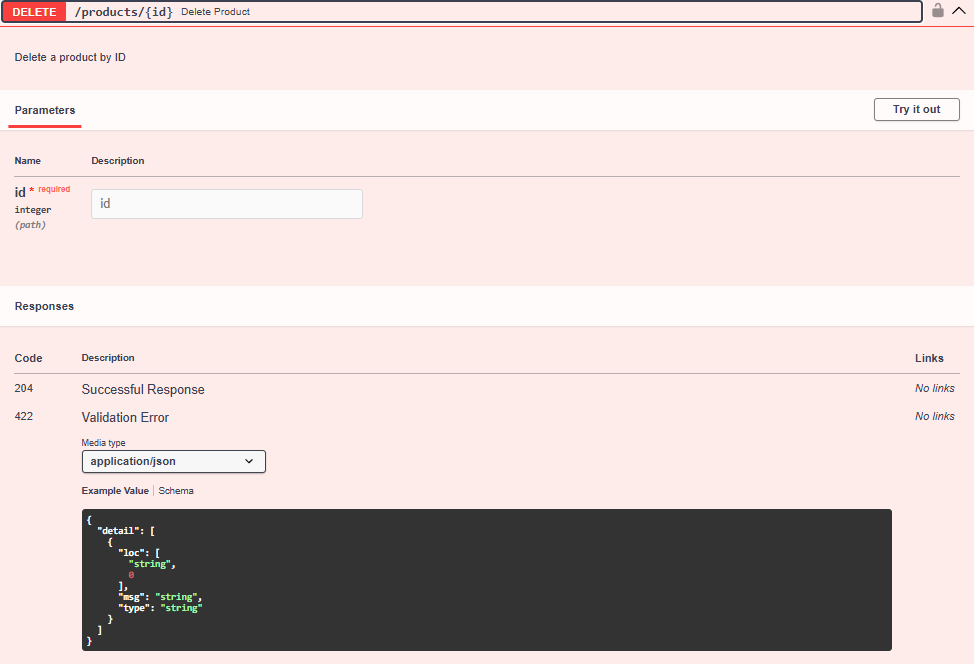 DELETE /products/{id} Delete Product
Delete a product by ID
Parameters
Try it out
Name Description
id * required
integer
(path)
id
Responses
Code Description Links
204 Successful Response No links
422 Validation Error No links
Media type
application/json
Example Value Schema
{
  "detail": [
    {
      "loc": [
        "string",
        0
      ],
      "msg": "string",
      "type": "string"
    }
  ]
}